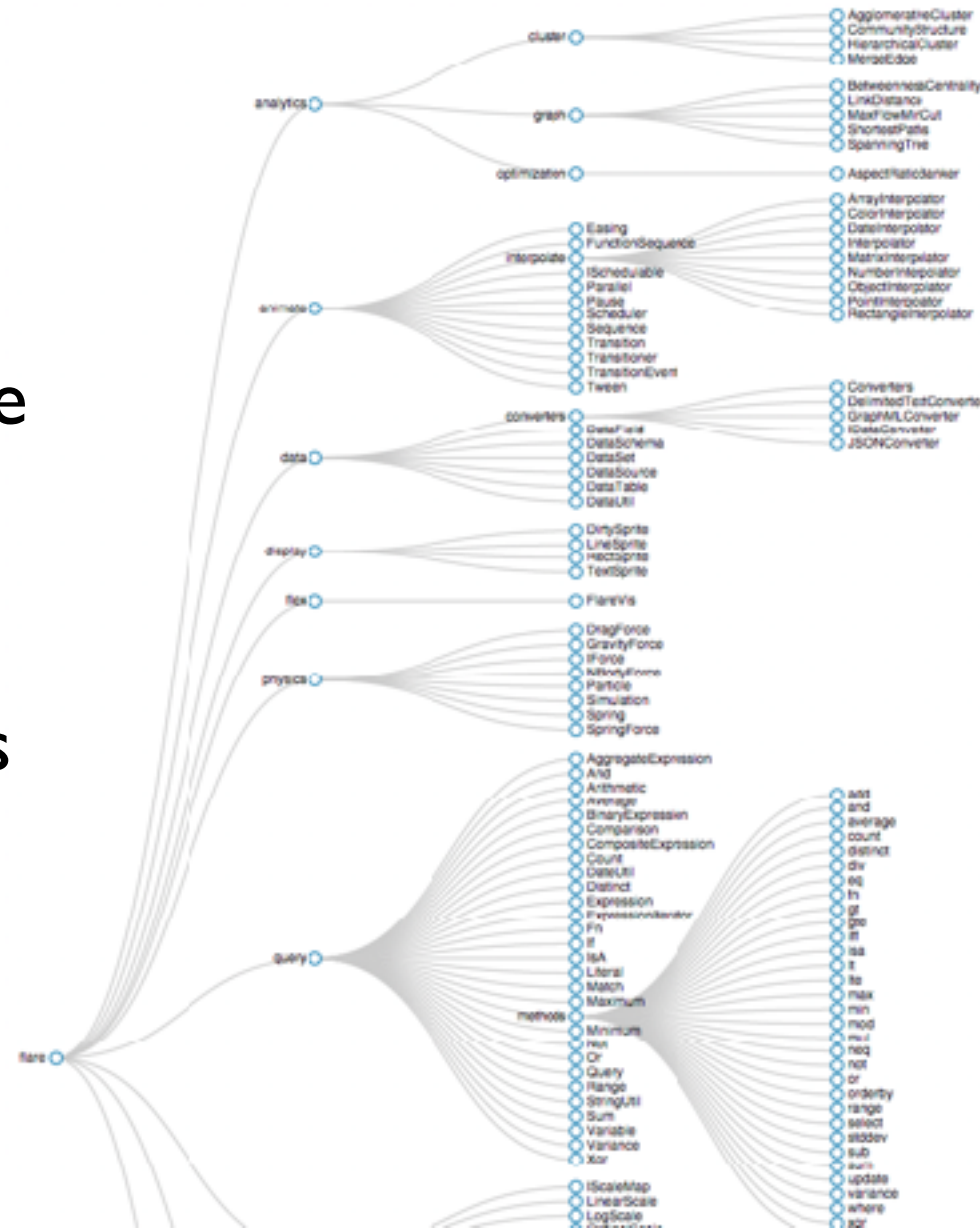 e
s
flare
analytics
cluster
AgglomerativeCluster
CommunityStructure
HierarchicalCluster
MergeEdge
graph
BetweennessCentrality
LinkDistance
MaxFlowMinCut
ShortestPaths
SpanningTree
optimization
AspectRatioBanker
animate
Easing
FunctionSequence
interpolate
ArrayInterpolator
ColorInterpolator
DateInterpolator
Interpolator
MatrixInterpolator
NumberInterpolator
ObjectInterpolator
PointInterpolator
RectangleInterpolator
ISchedulable
Parallel
Pause
Scheduler
Sequence
Transition
Transitioner
TransitionEvent
Tween
data
converters
Converters
DelimitedTextConverte
GraphMLConverter
IDataConverter
JSONConverter
DataField
DataSchema
DataSet
DataSource
DataTable
DataUtil
display
DirtySprite
LineSprite
RectSprite
TextSprite
flex
FlareVis
physics
DragForce
GravityForce
IForce
NBodyForce
Particle
Simulation
Spring
SpringForce
query
AggregateExpression
And
Arithmetic
Average
BinaryExpression
Comparison
CompositeExpression
Count
DateUtil
Distinct
Expression
ExpressionIterator
Fn
If
IsA
Literal
Match
Maximum
methods
add
and
average
count
distinct
div
eq
fn
gt
gte
iff
isa
lt
lte
max
min
mod
mul
neq
not
or
orderby
range
select
stddev
sub
sum
update
variance
where
xor
Minimum
Not
Or
Query
Range
StringUtil
Sum
Variable
Variance
Xor
IScaleMap
LinearScale
LogScale